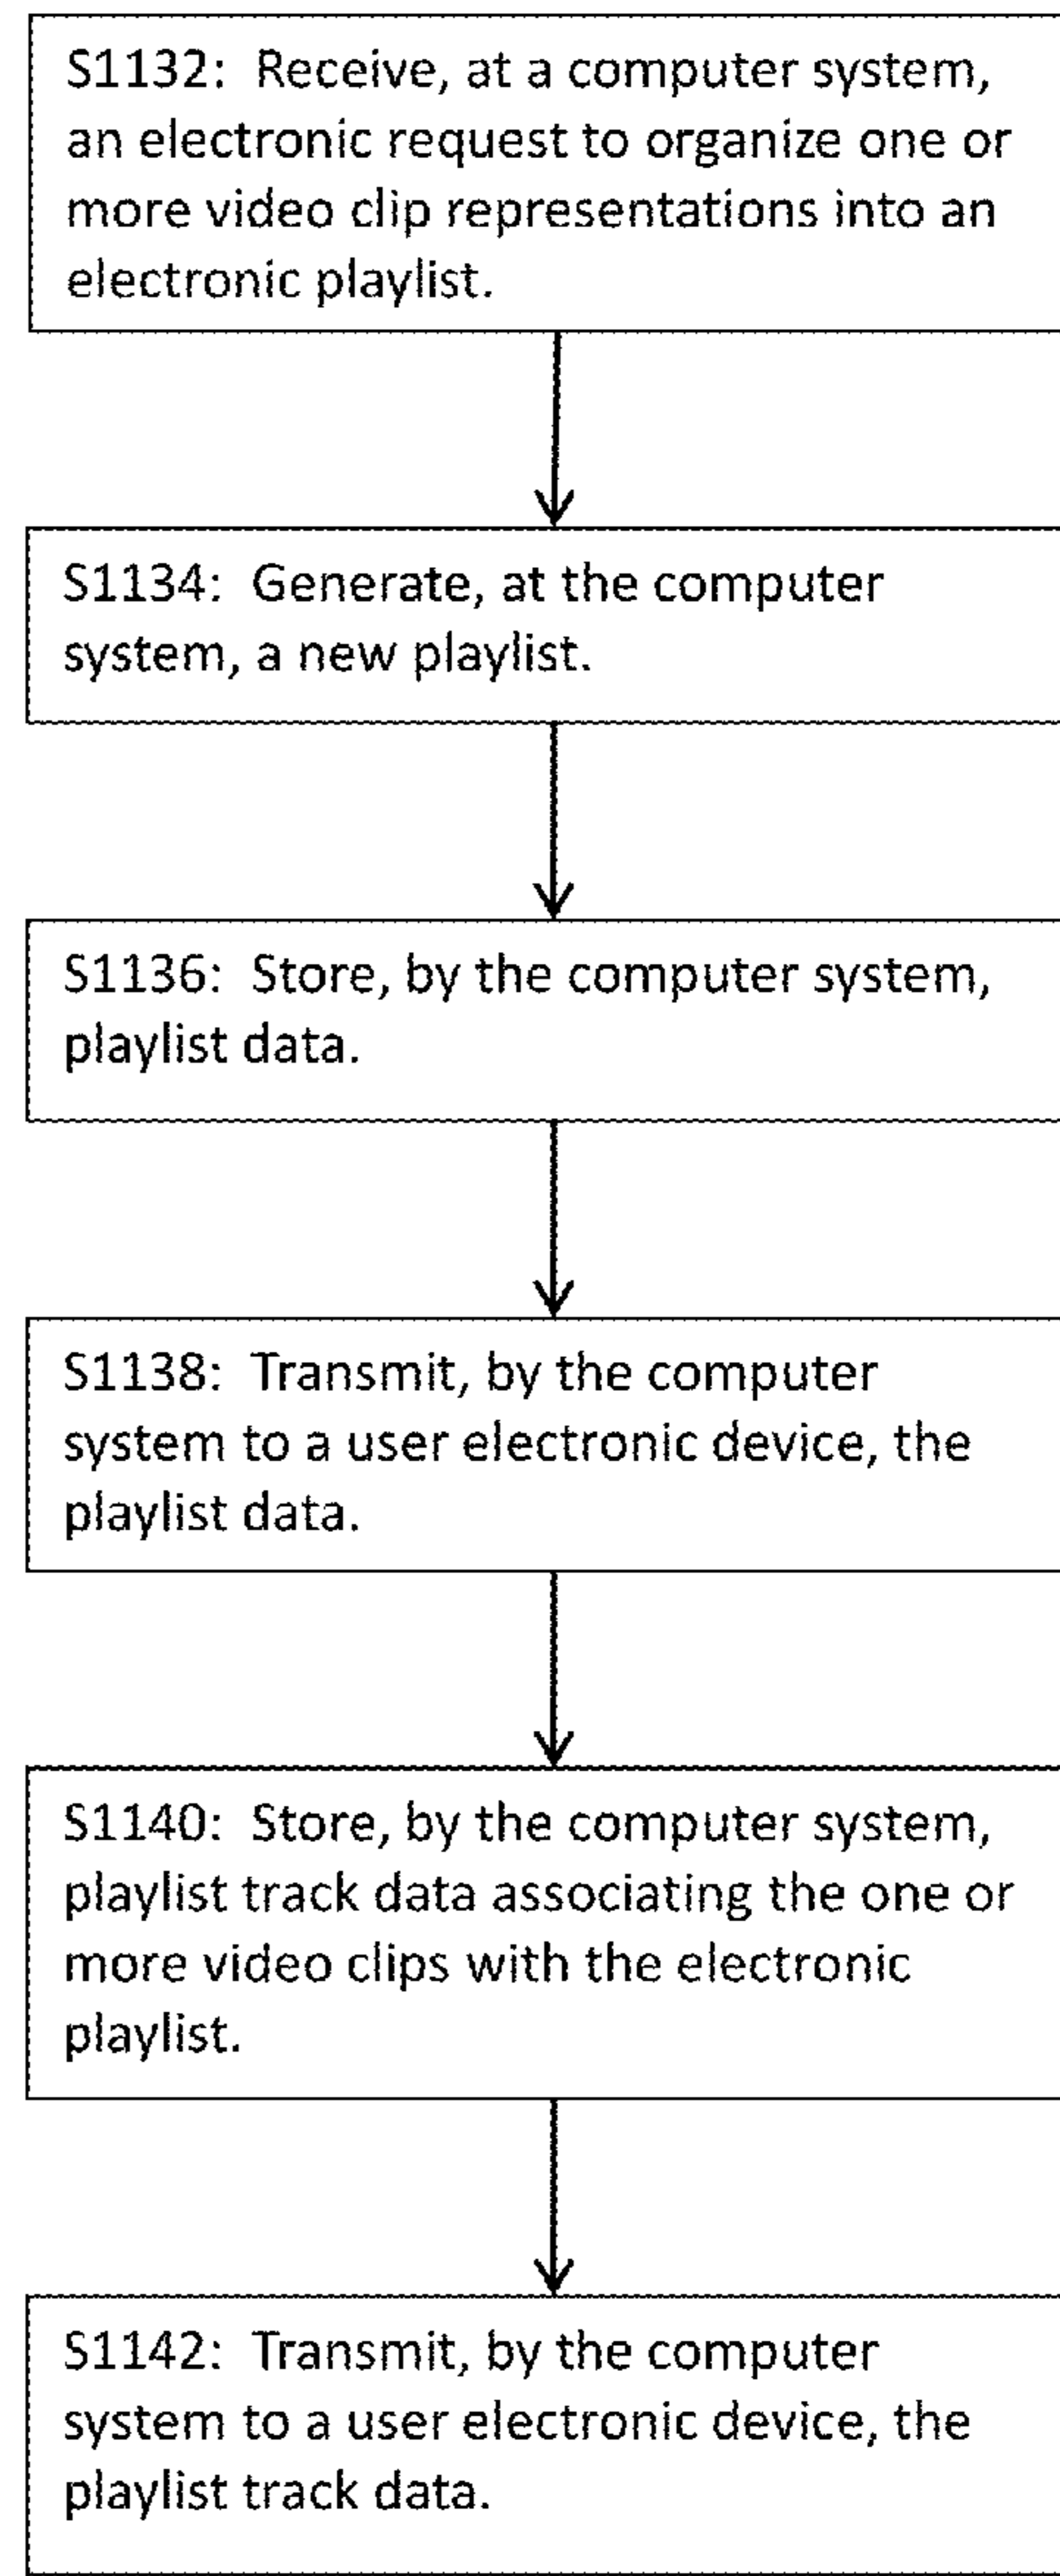 S1132: Receive, at a computer system,
an electronic request to organize one or
more video clip representations into an
electronic playlist.
S1134: Generate, at the computer
system, a new playlist.
S1136: Store, by the computer system,
playlist data.
S1138: Transmit, by the computer
system to a user electronic device, the
playlist data.
S1140: Store, by the computer system,
playlist track data associating the one or
more video clips with the electronic
playlist.
S1142: Transmit, by the computer
system to a user electronic device, the
playlist track data.